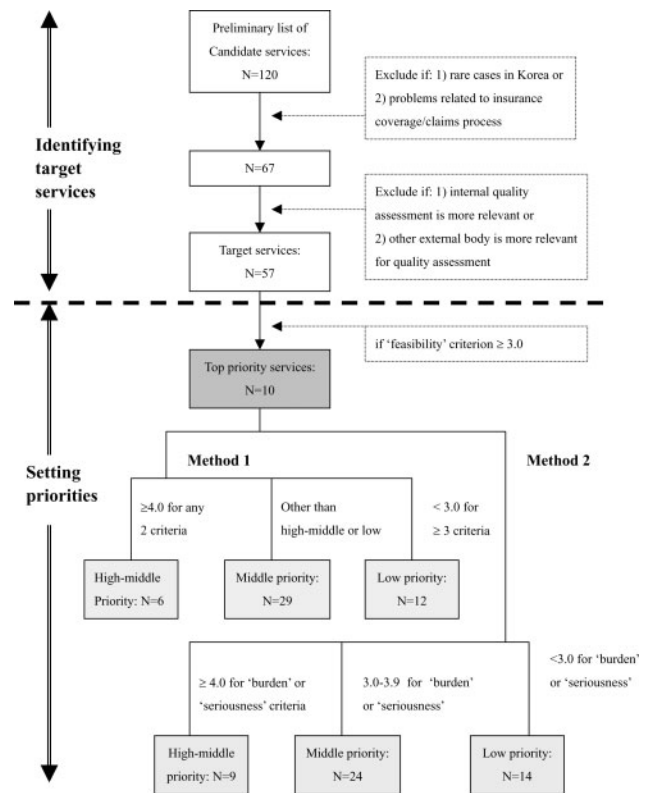 Preliminary list of
Candidate services:
N=120
Exclude if: 1) rare cases in Korea or
2) problems related to insurance
coverage/claims process
Identifying
target
services
N=67
Exclude if: 1) internal quality
assessment is more relevant or
2) other external body is more relevant
for quality assessment
Target services:
N=57
if ‘feasibility’ criterion ≥ 3.0
Top priority services:
N=10
Setting
priorities
Method 1
Method 2
≥4.0 for any
2 criteria
Other than
high-middle or low
< 3.0 for
≥ 3 criteria
High-middle
Priority: N=6
Middle priority:
N=29
Low priority:
N=12
≥ 4.0 for ‘burden’ or
‘seriousness’ criteria
3.0-3.9 for ‘burden’
or ‘seriousness’
<3.0 for ‘burden’
or ‘seriousness’
High-middle
priority: N=9
Middle priority:
N=24
Low priority:
N=14